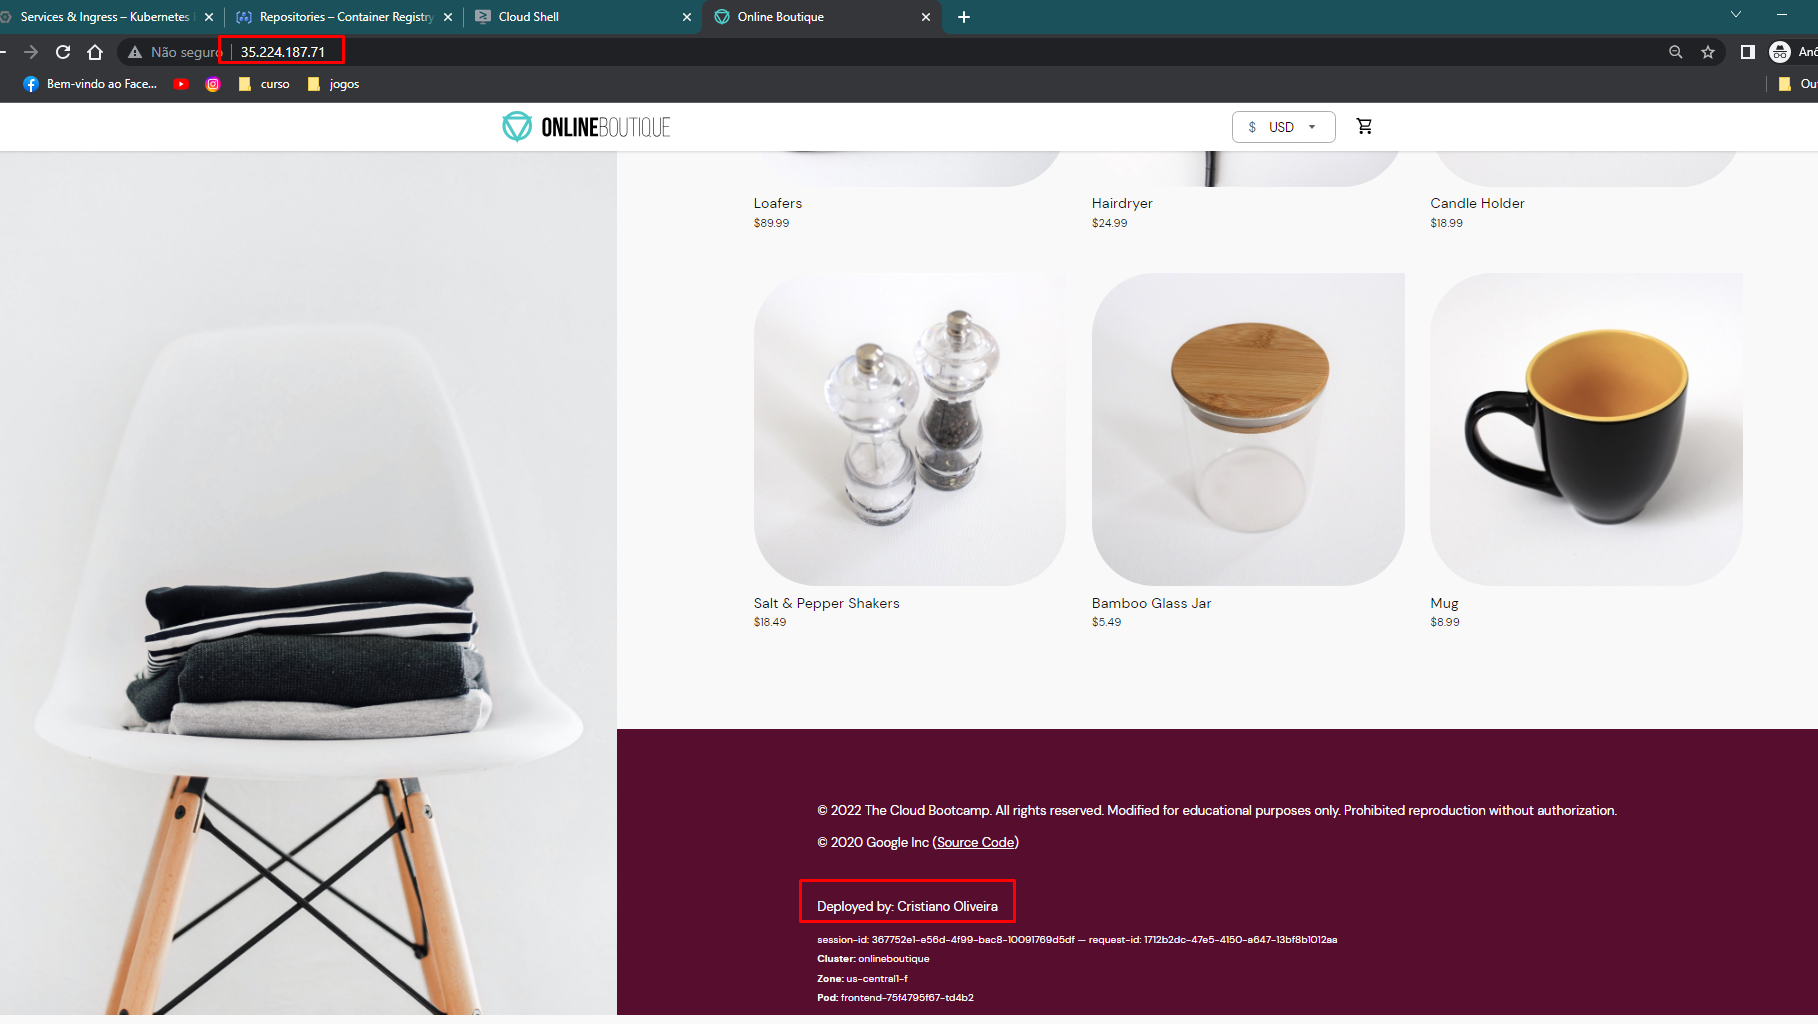 Services & Ingress – Kubernetes
Repositories – Container Registry
Cloud Shell
Online Boutique
Não seguro
35.224.187.71
Bem-vindo ao Face...
curso
jogos
ONLINEBOUTIQUE
$ USD
Loafers
$89.99
Hairdryer
$24.99
Candle Holder
$18.99
Salt & Pepper Shakers
$18.49
Bamboo Glass Jar
$5.49
Mug
$8.99
© 2022 The Cloud Bootcamp. All rights reserved. Modified for educational purposes only. Prohibited reproduction without authorization.
© 2020 Google Inc (Source Code)
Deployed by: Cristiano Oliveira
session-id: 367752e1-e56d-4f99-bac8-10091769d5df — request-id: 1712b2dc-47e5-4150-a647-13bf8b1012aa
Cluster: onlineboutique
Zone: us-central1-f
Pod: frontend-75f4795f67-td4b2